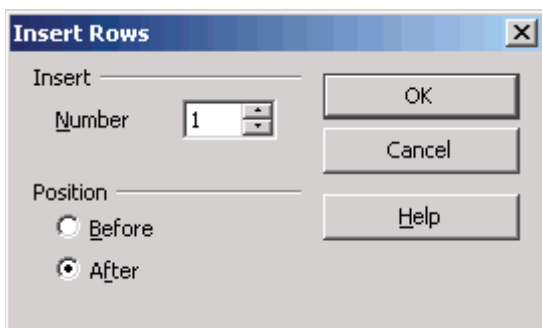 Insert Rows
Insert
Number 1
OK
Cancel
Position
Before
After
Help